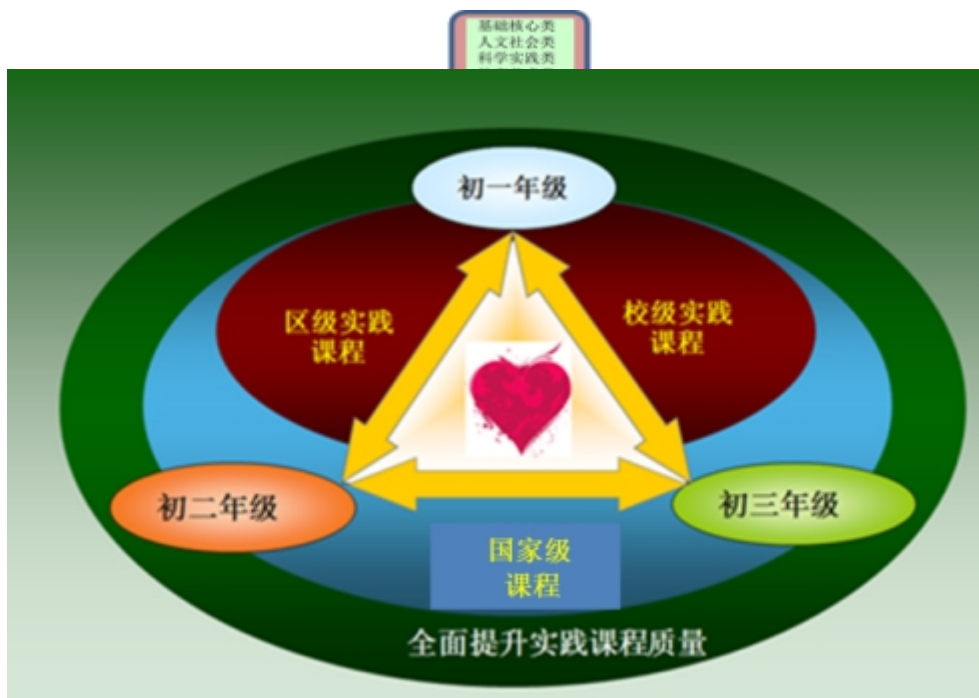 基础核心类
人文社会类
科学实践类
初一年级
区级实践
课程
校级实践
课程
初二年级
初三年级
国家级
课程
全面提升实践课程质量